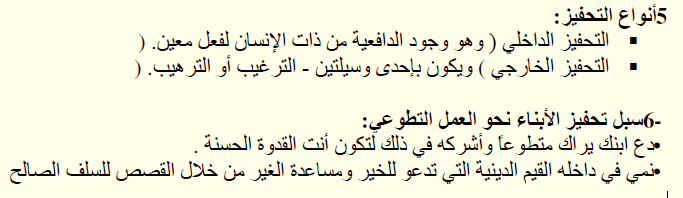 5أنواع التحفيز:
▪ التحفيز الداخلي ( وهو وجود الدافعية من ذات الإنسان لفعل معين. (
▪ التحفيز الخارجي ) ويكون بإحدى وسيلتين - الترغيب أو الترهيب. (
-6سبل تحفيز الأبناء نحو العمل التطوعي:
•دع ابنك يراك متطوعاً وأشركه في ذلك لتكون أنت القدوة الحسنة .
•نمي في داخله القيم الدينية التي تدعو للخير ومساعدة الغير من خلال القصص للسلف الصالح